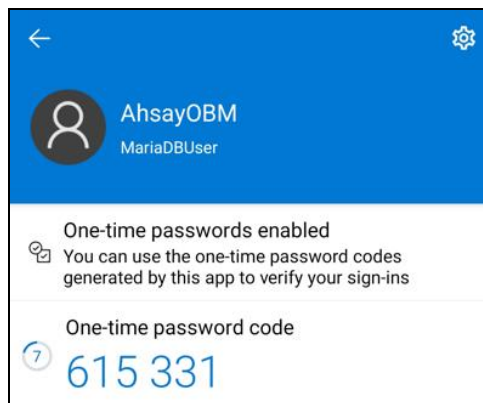 AhsayOBM
MariaDBUser
One-time passwords enabled
You can use the one-time password codes
generated by this app to verify your sign-ins
One-time password code
7
615 331